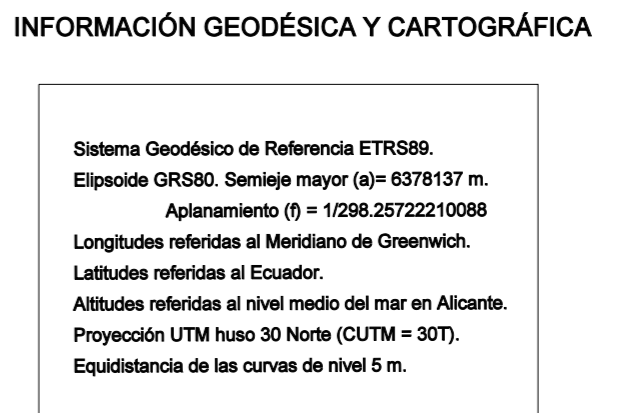 INFORMACIÓN GEODÉSICA Y CARTOGRÁFICA
Sistema Geodésico de Referencia ETRS89.
Elipsoide GRS80. Semieje mayor (a)= 6378137 m.
Aplanamiento (f) = 1/298.25722210088
Longitudes referidas al Meridiano de Greenwich.
Latitudes referidas al Ecuador.
Altitudes referidas al nivel medio del mar en Alicante.
Proyección UTM huso 30 Norte (CUTM = 30T).
Equidistancia de las curvas de nivel 5 m.